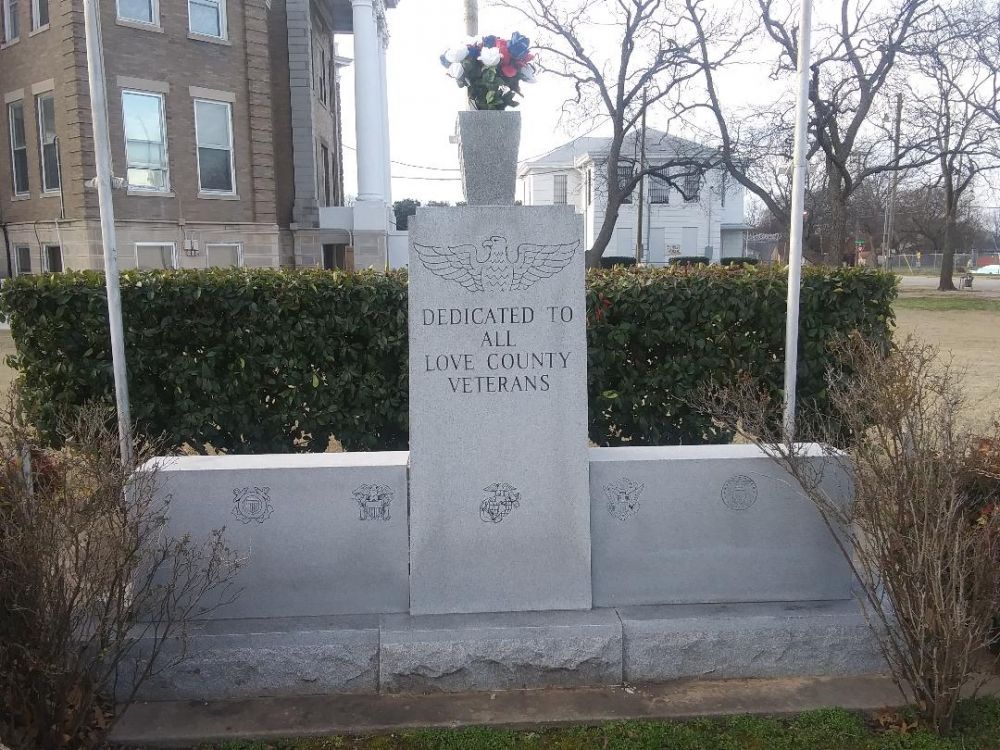 DEDICATED TO
ALL
LOVE COUNTY
VETERANS